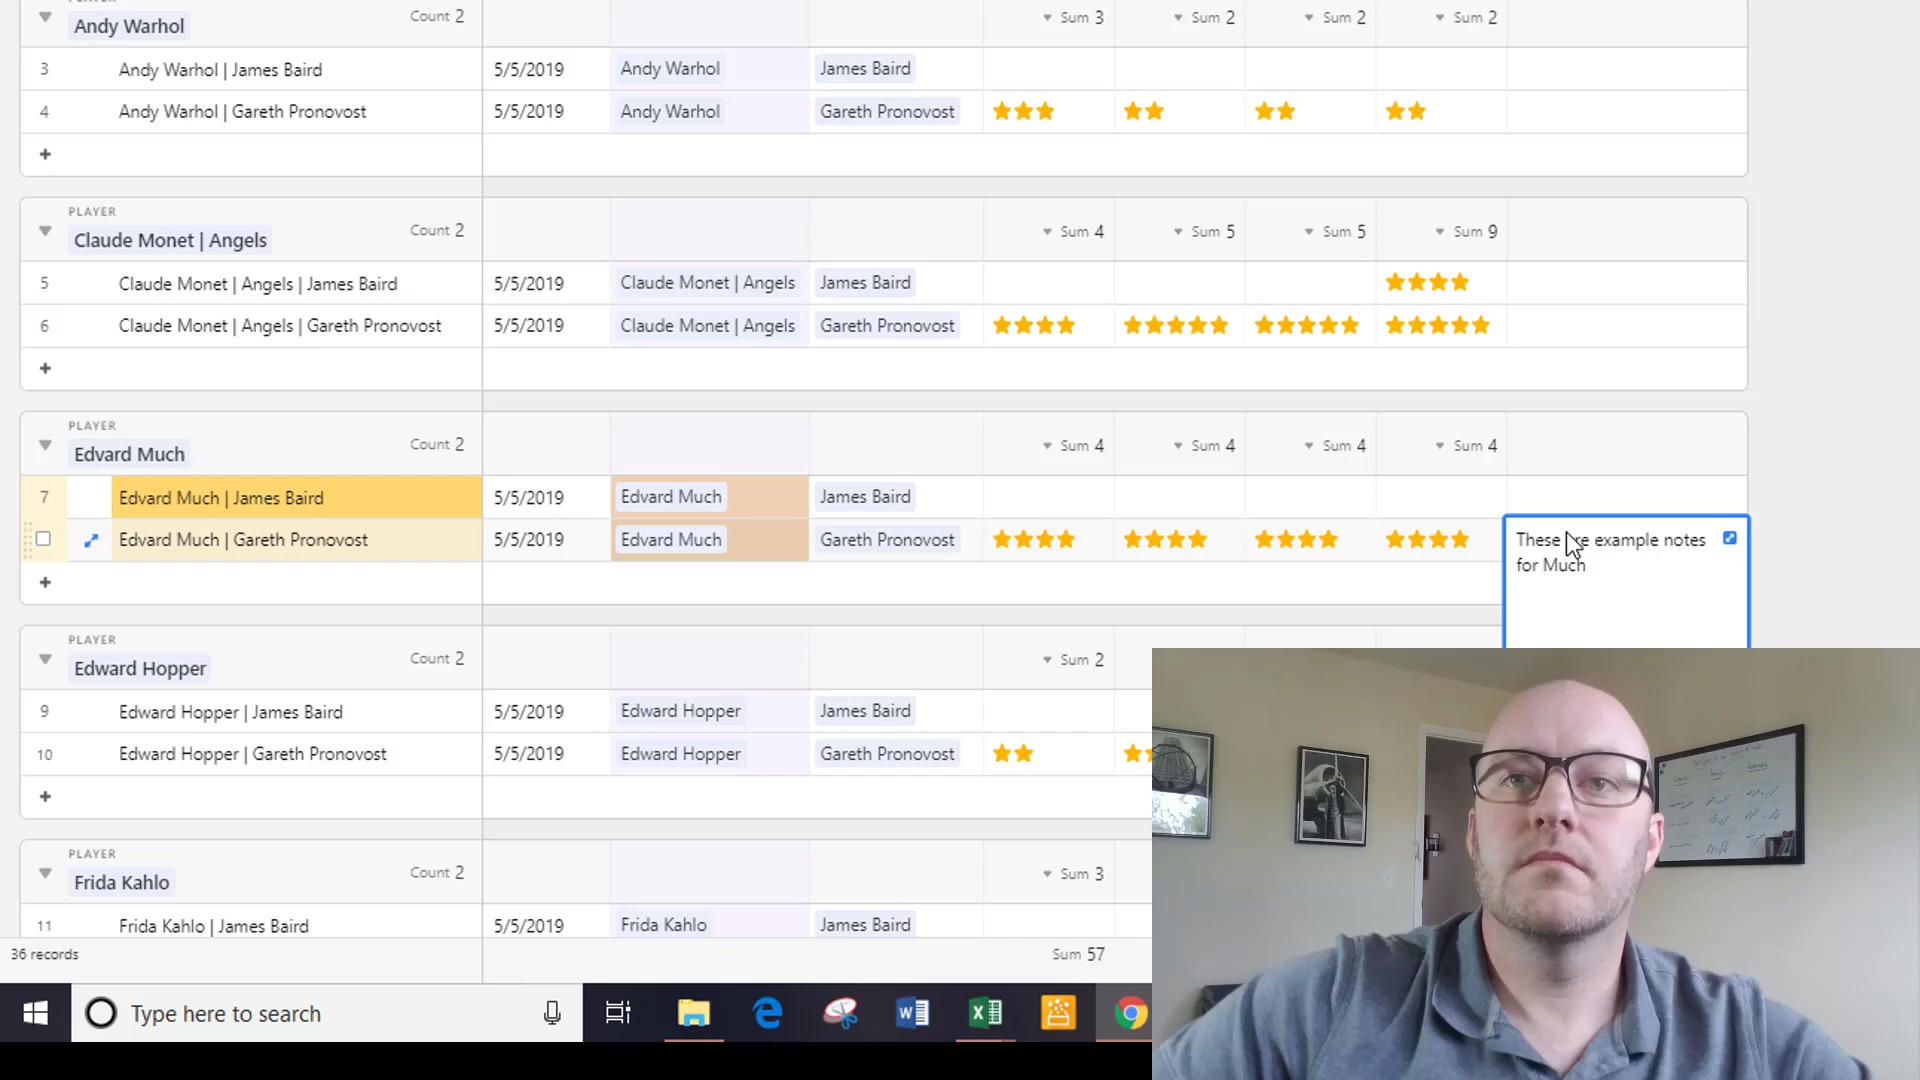 Andy Warhol Count 2 Sum 3 Sum 2 Sum 2 Sum 2
3 Andy Warhol | James Baird 5/5/2019 Andy Warhol James Baird
4 Andy Warhol | Gareth Pronovost 5/5/2019 Andy Warhol Gareth Pronovost
+
PLAYER
Claude Monet | Angels Count 2 Sum 4 Sum 5 Sum 5 Sum 9
5 Claude Monet | Angels | James Baird 5/5/2019 Claude Monet | Angels James Baird
6 Claude Monet | Angels | Gareth Pronovost 5/5/2019 Claude Monet | Angels Gareth Pronovost
+
PLAYER
Edvard Much Count 2 Sum 4 Sum 4 Sum 4 Sum 4
7 Edvard Much | James Baird 5/5/2019 Edvard Much James Baird
Edvard Much | Gareth Pronovost 5/5/2019 Edvard Much Gareth Pronovost These are example notes
for Much
+
PLAYER
Edward Hopper Count 2 Sum 2
9 Edward Hopper | James Baird 5/5/2019 Edward Hopper James Baird
10 Edward Hopper | Gareth Pronovost 5/5/2019 Edward Hopper Gareth Pronovost
+
PLAYER
Frida Kahlo Count 2 Sum 3
11 Frida Kahlo | James Baird 5/5/2019 Frida Kahlo James Baird
36 records Sum 57
Type here to search